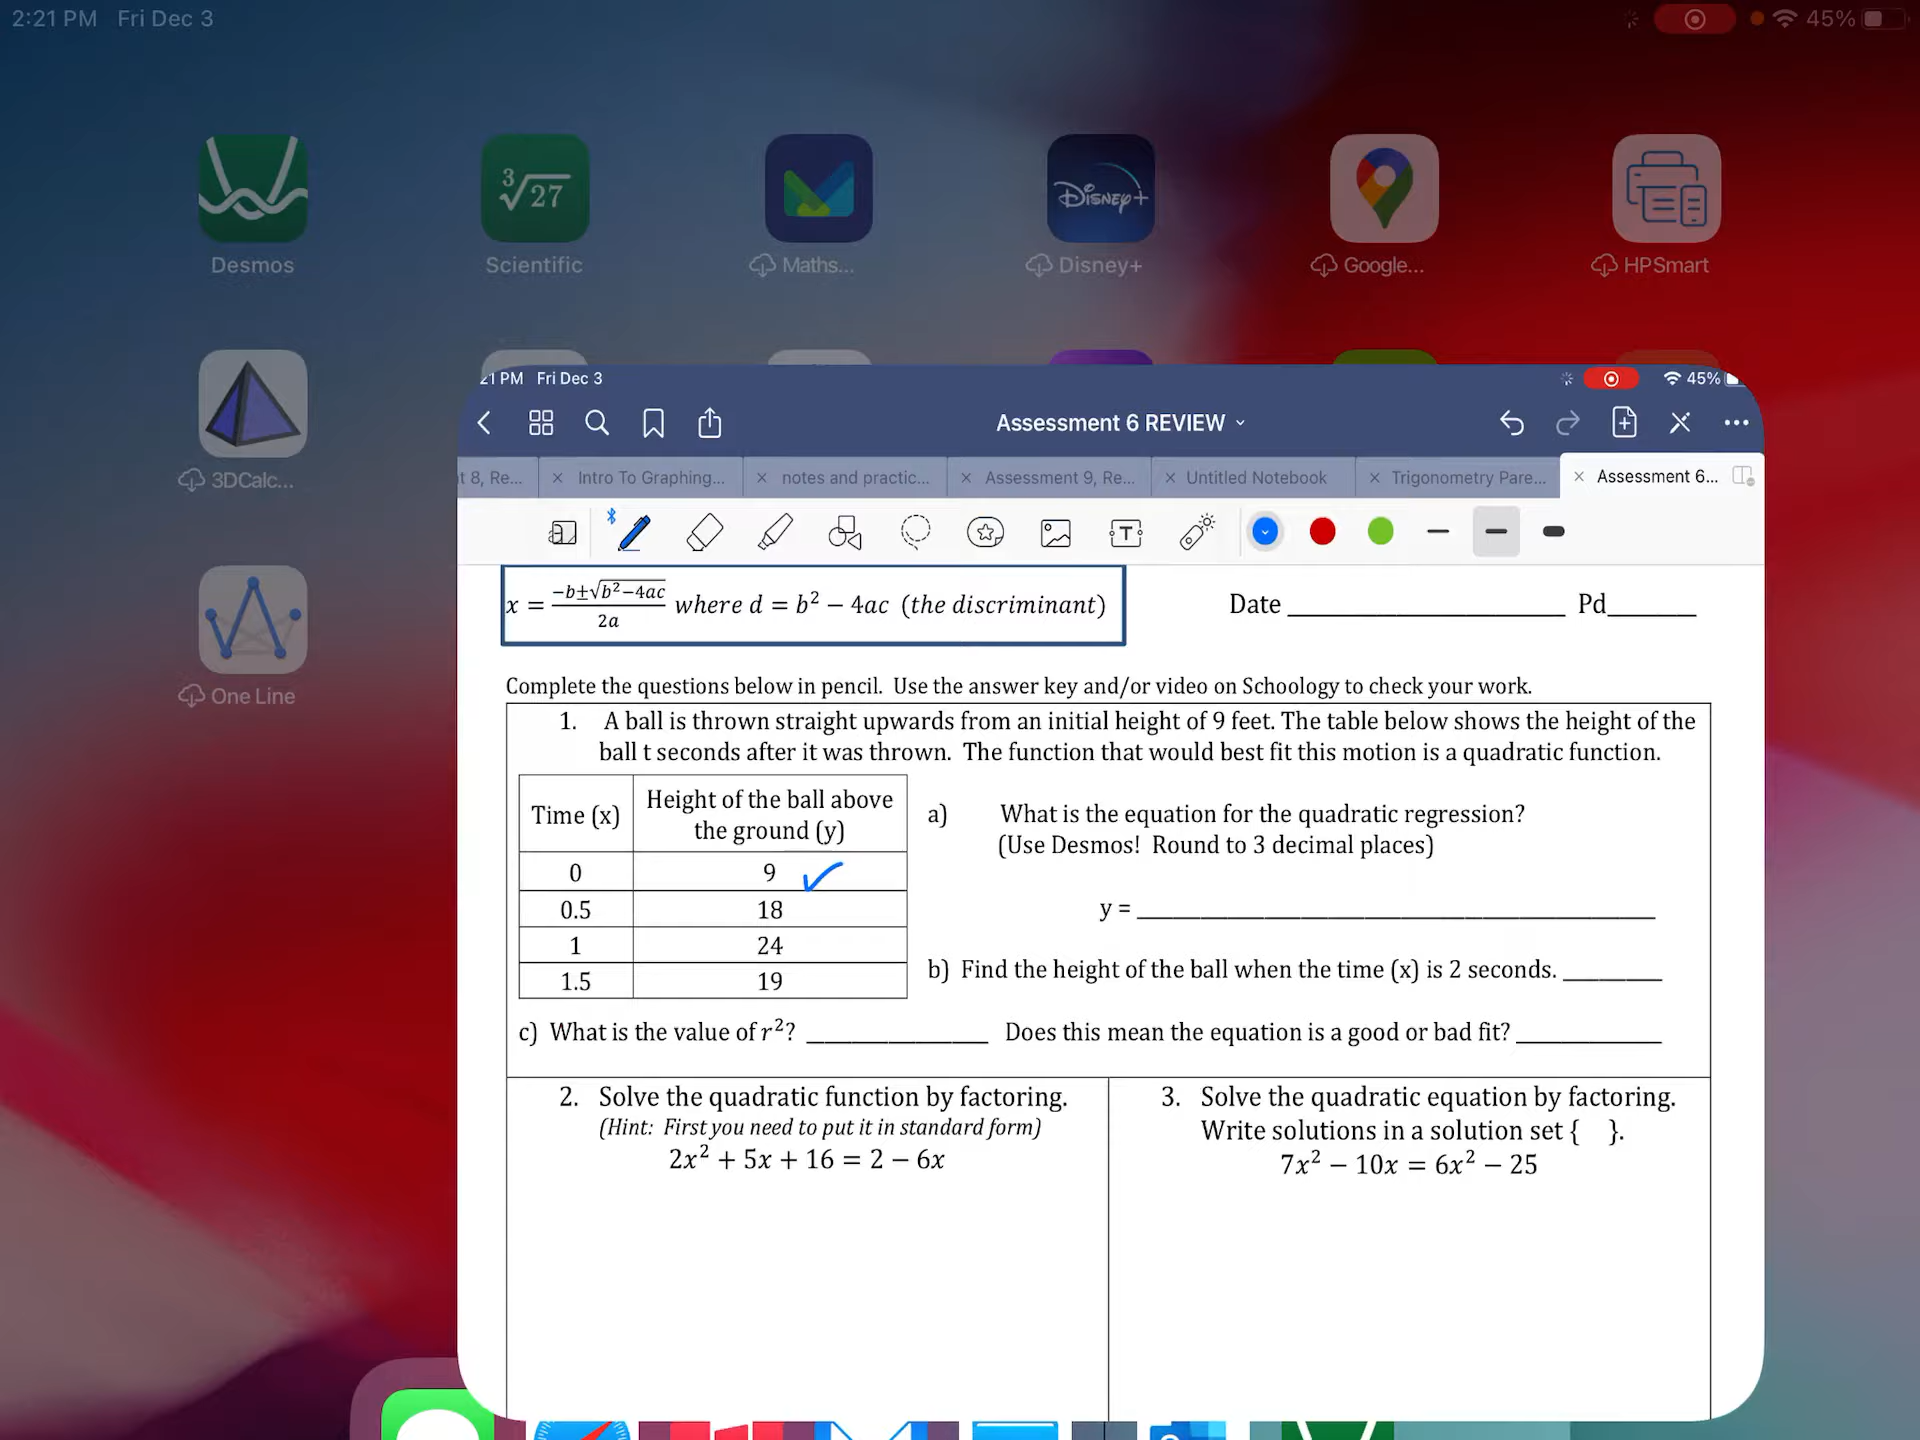 2:21 PM Fri Dec 3
45%
∛27
Disney+
Desmos
Scientific
Maths...
Disney+
Google...
HPSmart
3DCalc...
One Line
21 PM Fri Dec 3
45%
Assessment 6 REVIEW
t 8, Re...
Intro To Graphing...
notes and practic...
Assessment 9, Re...
Untitled Notebook
Trigonometry Pare...
Assessment 6...
T
x = (-b±√(b²−4ac))/2a where d = b² − 4ac (the discriminant)
Date ____________ Pd______
Complete the questions below in pencil. Use the answer key and/or video on Schoology to check your work.
1. A ball is thrown straight upwards from an initial height of 9 feet. The table below shows the height of the
ball t seconds after it was thrown. The function that would best fit this motion is a quadratic function.
Time (x) Height of the ball above
the ground (y)
0 9 ✓
0.5 18
1 24
1.5 19
a) What is the equation for the quadratic regression?
(Use Desmos! Round to 3 decimal places)
y = ____________
b) Find the height of the ball when the time (x) is 2 seconds. ______
c) What is the value of r²? ____________ Does this mean the equation is a good or bad fit? ________
2. Solve the quadratic function by factoring.
(Hint: First you need to put it in standard form)
2x² + 5x + 16 = 2 − 6x
3. Solve the quadratic equation by factoring.
Write solutions in a solution set { }.
7x² − 10x = 6x² − 25